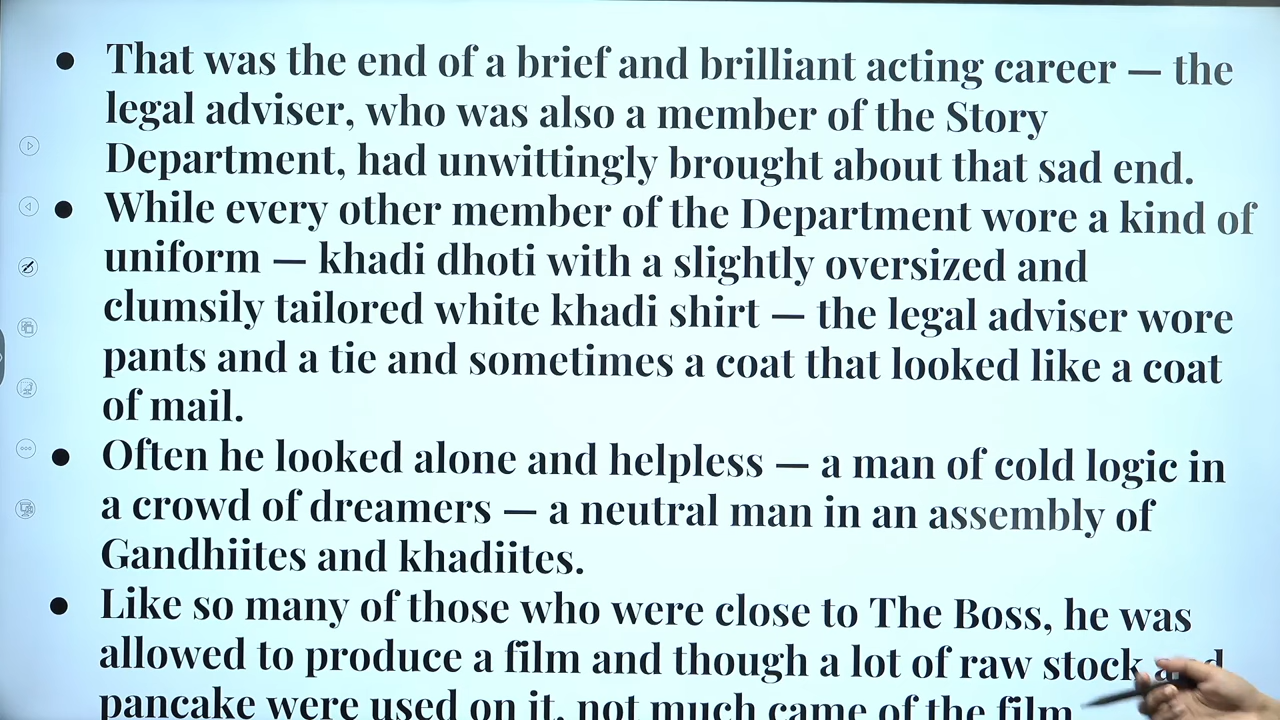 ● That was the end of a brief and brilliant acting career — the
legal adviser, who was also a member of the Story
Department, had unwittingly brought about that sad end.
● While every other member of the Department wore a kind of
uniform — khadi dhoti with a slightly oversized and
clumsily tailored white khadi shirt — the legal adviser wore
pants and a tie and sometimes a coat that looked like a coat
of mail.
● Often he looked alone and helpless — a man of cold logic in
a crowd of dreamers — a neutral man in an assembly of
Gandhiites and khadiites.
● Like so many of those who were close to The Boss, he was
allowed to produce a film and though a lot of raw stock and
pancake were used on it, not much came of the film